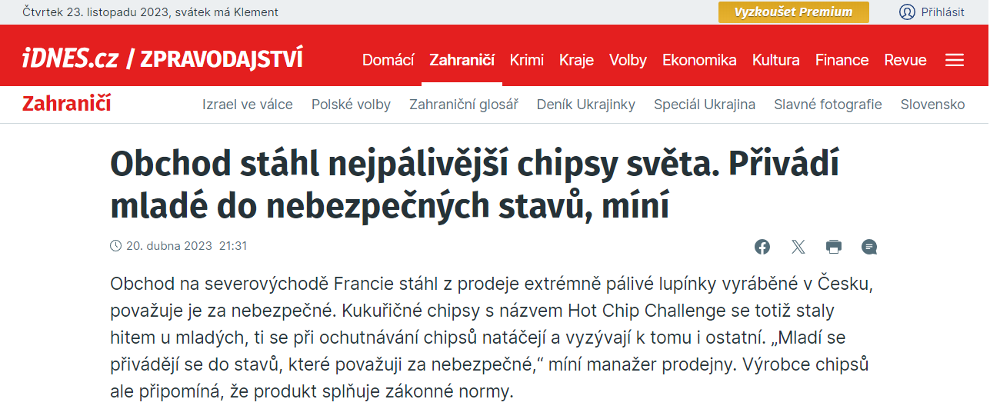 Čtvrtek 23. listopadu 2023, svátek má Klement
Vyzkoušet Premium
Přihlásit
iDNES.cz / ZPRAVODAJSTVÍ
Domácí Zahraničí Krimi Kraje Volby Ekonomika Kultura Finance Revue
Zahraničí
Izrael ve válce Polské volby Zahraniční glosář Deník Ukrajinky Speciál Ukrajina Slavné fotografie Slovensko
Obchod stáhl nejpálivější chipsy světa. Přivádí
mladé do nebezpečných stavů, míní
20. dubna 2023 21:31
Obchod na severovýchodě Francie stáhl z prodeje extrémně pálivé lupínky vyráběné v Česku,
považuje je za nebezpečné. Kukuřičné chipsy s názvem Hot Chip Challenge se totiž staly
hitem u mladých, ti se při ochutnávání chipsů natáčejí a vyzývají k tomu i ostatní. „Mladí se
přivádějí se do stavů, které považuji za nebezpečné,“ míní manažer prodejny. Výrobce chipsů
ale připomíná, že produkt splňuje zákonné normy.